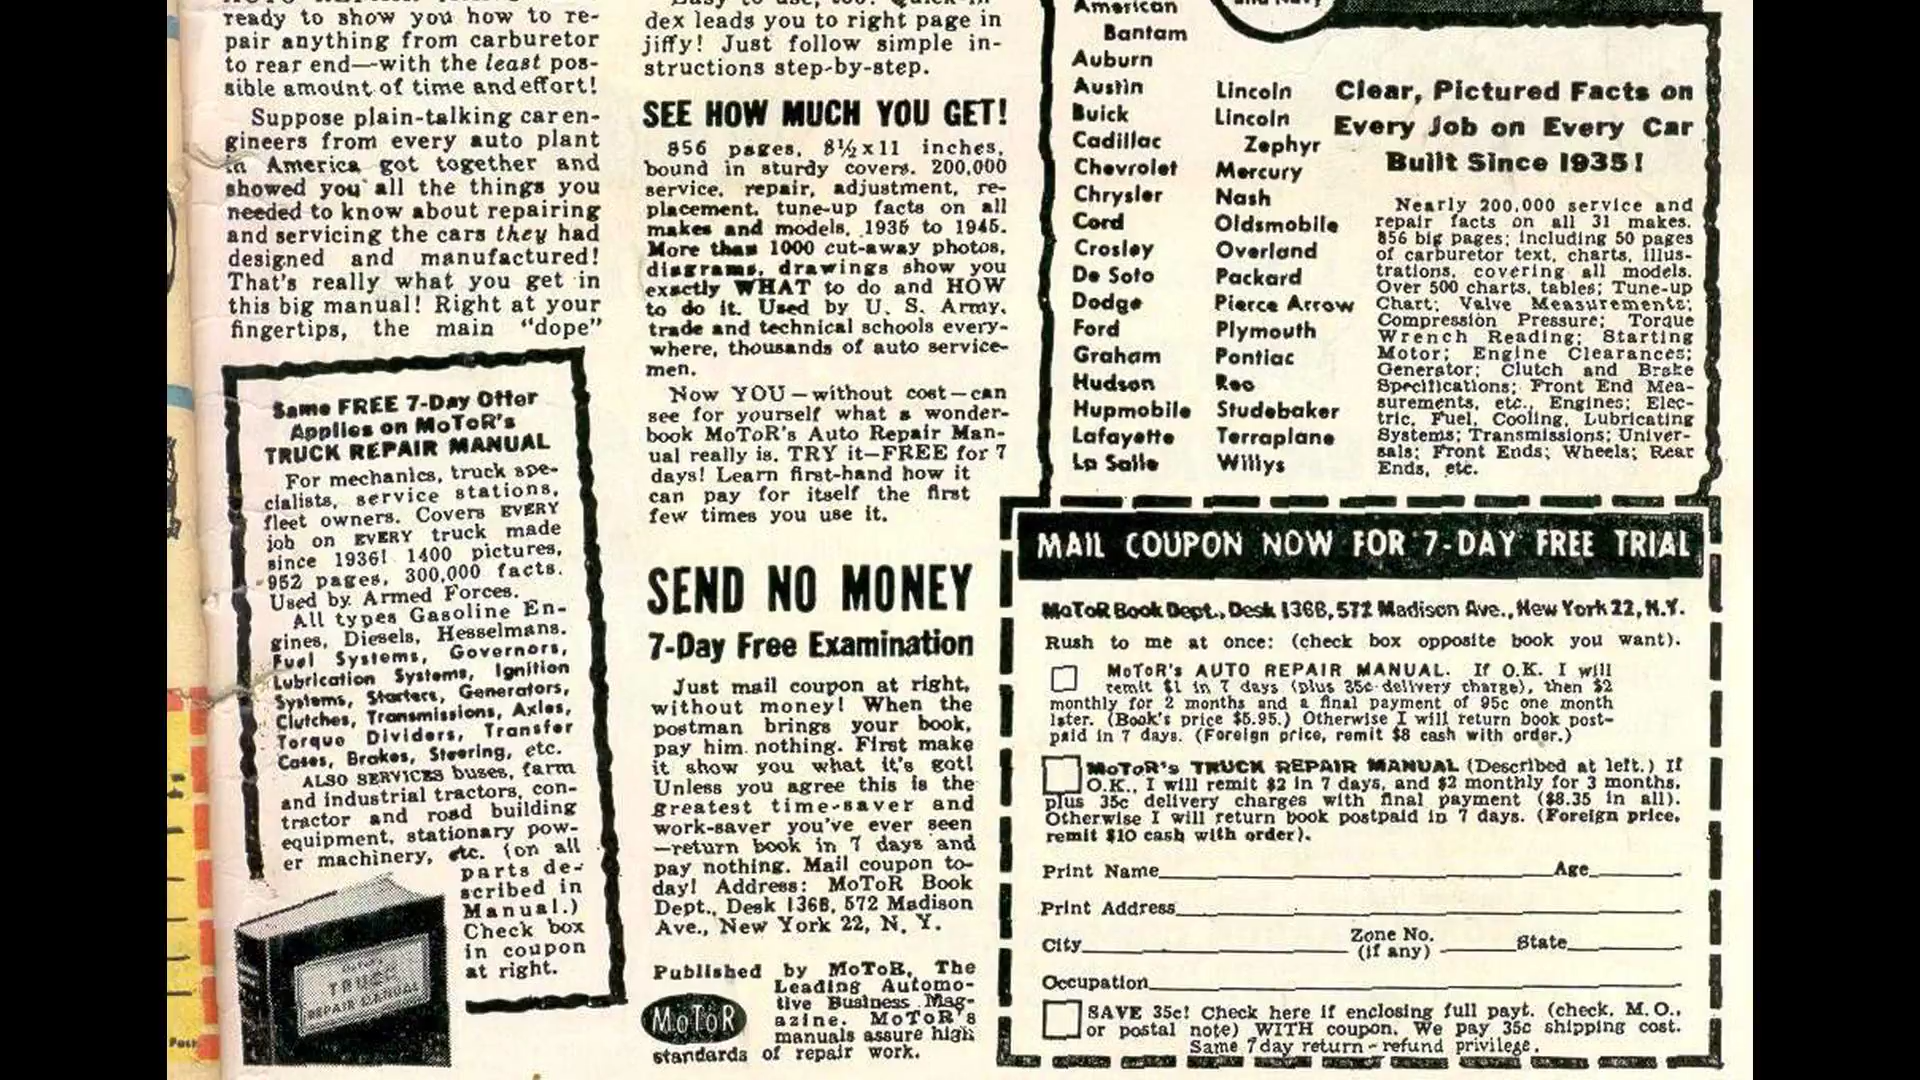 ready to show you how to re-
pair anything from carburetor
to rear end—with the least pos-
sible amount of time and effort!
Suppose plain-talking car en-
gineers from every auto plant
in America got together and
showed you all the things you
needed to know about repairing
and servicing the cars they had
designed and manufactured!
That's really what you get in
this big manual! Right at your
fingertips, the main "dope"
Same FREE 7-Day Offer
Applies on MoToR's
TRUCK REPAIR MANUAL
For mechanics, truck spe-
cialists, service stations,
fleet owners. Covers EVERY
job on EVERY truck made
since 1936! 1400 pictures,
952 pages, 300,000 facts.
Used by Armed Forces.
All types Gasoline En-
gines, Diesels, Hesselmans.
Fuel Systems, Governors,
Lubrication Systems, Ignition
Systems, Starters, Generators,
Clutches, Transmissions, Axles,
Torque Dividers, Transfer
Cases, Brakes, Steering, etc.
ALSO SERVICES buses, farm
and industrial tractors, con-
tractor and road building
equipment, stationary pow-
er machinery, etc. (on all
parts de-
scribed in
Manual.)
Check box
in coupon
at right.
TRUCK
REPAIR MANUAL
dex leads you to right page in
jiffy! Just follow simple in-
structions step-by-step.
SEE HOW MUCH YOU GET!
856 pages, 8½x11 inches,
bound in sturdy covers. 200,000
service, repair, adjustment, re-
placement, tune-up facts on all
makes and models, 1935 to 1945.
More than 1000 cut-away photos,
diagrams, drawings show you
exactly WHAT to do and HOW
to do it. Used by U. S. Army,
trade and technical schools every-
where, thousands of auto service-
men.
Now YOU—without cost—can
see for yourself what a wonder-
book MoToR's Auto Repair Man-
ual really is. TRY it—FREE for 7
days! Learn first-hand how it
can pay for itself the first
few times you use it.
SEND NO MONEY
7-Day Free Examination
Just mail coupon at right,
without money! When the
postman brings your book,
pay him nothing. First make
it show you what it's got!
Unless you agree this is the
greatest time-saver and
work-saver you've ever seen
—return book in 7 days and
pay nothing. Mail coupon to-
day! Address: MoToR Book
Dept., Desk 136B, 572 Madison
Ave., New York 22, N. Y.
Published by MoToR, The
Leading Automo-
tive Business Mag-
azine. MoToR's
manuals assure high
standards of repair work.
MoToR
American
Bantam
Auburn
Austin
Buick
Cadillac
Chevrolet
Chrysler
Cord
Crosley
De Soto
Dodge
Ford
Graham
Hudson
Hupmobile
Lafayette
La Salle
Lincoln
Lincoln
Zephyr
Mercury
Nash
Oldsmobile
Overland
Packard
Pierce Arrow
Plymouth
Pontiac
Reo
Studebaker
Terraplane
Willys
Clear, Pictured Facts on
Every Job on Every Car
Built Since 1935!
Nearly 200,000 service and
repair facts on all 31 makes.
856 big pages; including 50 pages
of carburetor text, charts, illus-
trations, covering all models.
Over 500 charts, tables; Tune-up
Chart; Valve Measurements;
Compression Pressure; Torque
Wrench Reading; Starting
Motor; Engine Clearances;
Generator; Clutch and Brake
Specifications; Front End Mea-
surements, etc., Engines; Elec-
tric, Fuel, Cooling, Lubricating
Systems; Transmissions; Univer-
sals; Front Ends; Wheels; Rear
Ends, etc.
MAIL COUPON NOW FOR 7-DAY FREE TRIAL
MoToR Book Dept., Desk 136B, 572 Madison Ave., New York 22, N.Y.
Rush to me at once: (check box opposite book you want).
MoToR's AUTO REPAIR MANUAL. If O.K. I will
remit $1 in 7 days (plus 35c delivery charge), then $2
monthly for 2 months and a final payment of 95c one month
later. (Book's price $5.95.) Otherwise I will return book post-
paid in 7 days. (Foreign price, remit $8 cash with order.)
MoToR's TRUCK REPAIR MANUAL (Described at left.) If
O.K., I will remit $2 in 7 days, and $2 monthly for 3 months,
plus 35c delivery charges with final payment ($8.35 in all).
Otherwise I will return book postpaid in 7 days. (Foreign price,
remit $10 cash with order).
Print Name Age
Print Address
City Zone No. (if any) State
Occupation
SAVE 35c! Check here if enclosing full payt. (check, M.O.,
or postal note) WITH coupon. We pay 35c shipping cost.
Same 7 day return-refund privilege.